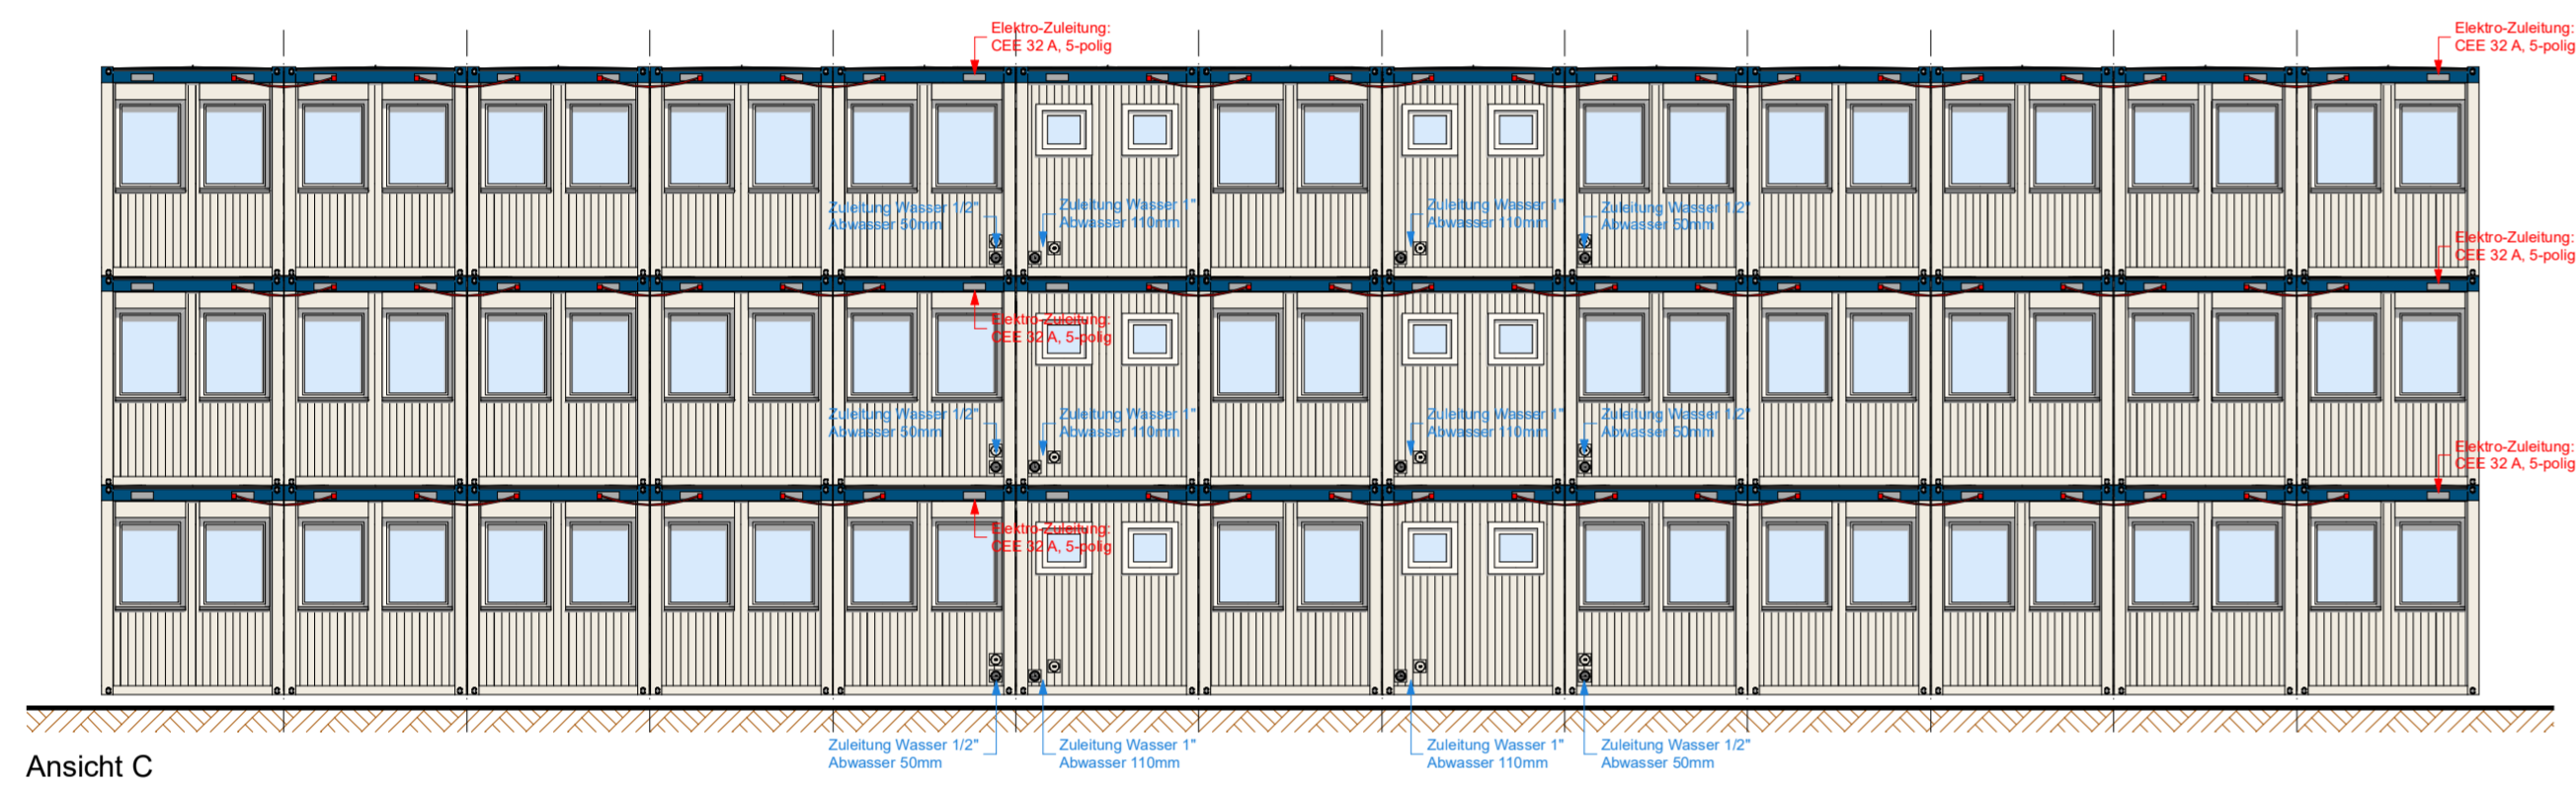 Elektro-Zuleitung:
CEE 32 A, 5-polig
Elektro-Zuleitung:
CEE 32 A, 5-polig
Zuleitung Wasser 1/2"
Abwasser 50mm
Zuleitung Wasser 1"
Abwasser 110mm
Zuleitung Wasser 1"
Abwasser 110mm
Zuleitung Wasser 1/2"
Abwasser 50mm
Elektro-Zuleitung:
CEE 32 A, 5-polig
Elektro-Zuleitung:
CEE 32 A, 5-polig
Zuleitung Wasser 1/2"
Abwasser 50mm
Zuleitung Wasser 1"
Abwasser 110mm
Zuleitung Wasser 1"
Abwasser 110mm
Zuleitung Wasser 1/2"
Abwasser 50mm
Elektro-Zuleitung:
CEE 32 A, 5-polig
Elektro-Zuleitung:
CEE 32 A, 5-polig
Zuleitung Wasser 1/2"
Abwasser 50mm
Zuleitung Wasser 1"
Abwasser 110mm
Zuleitung Wasser 1"
Abwasser 110mm
Zuleitung Wasser 1/2"
Abwasser 50mm
Ansicht C